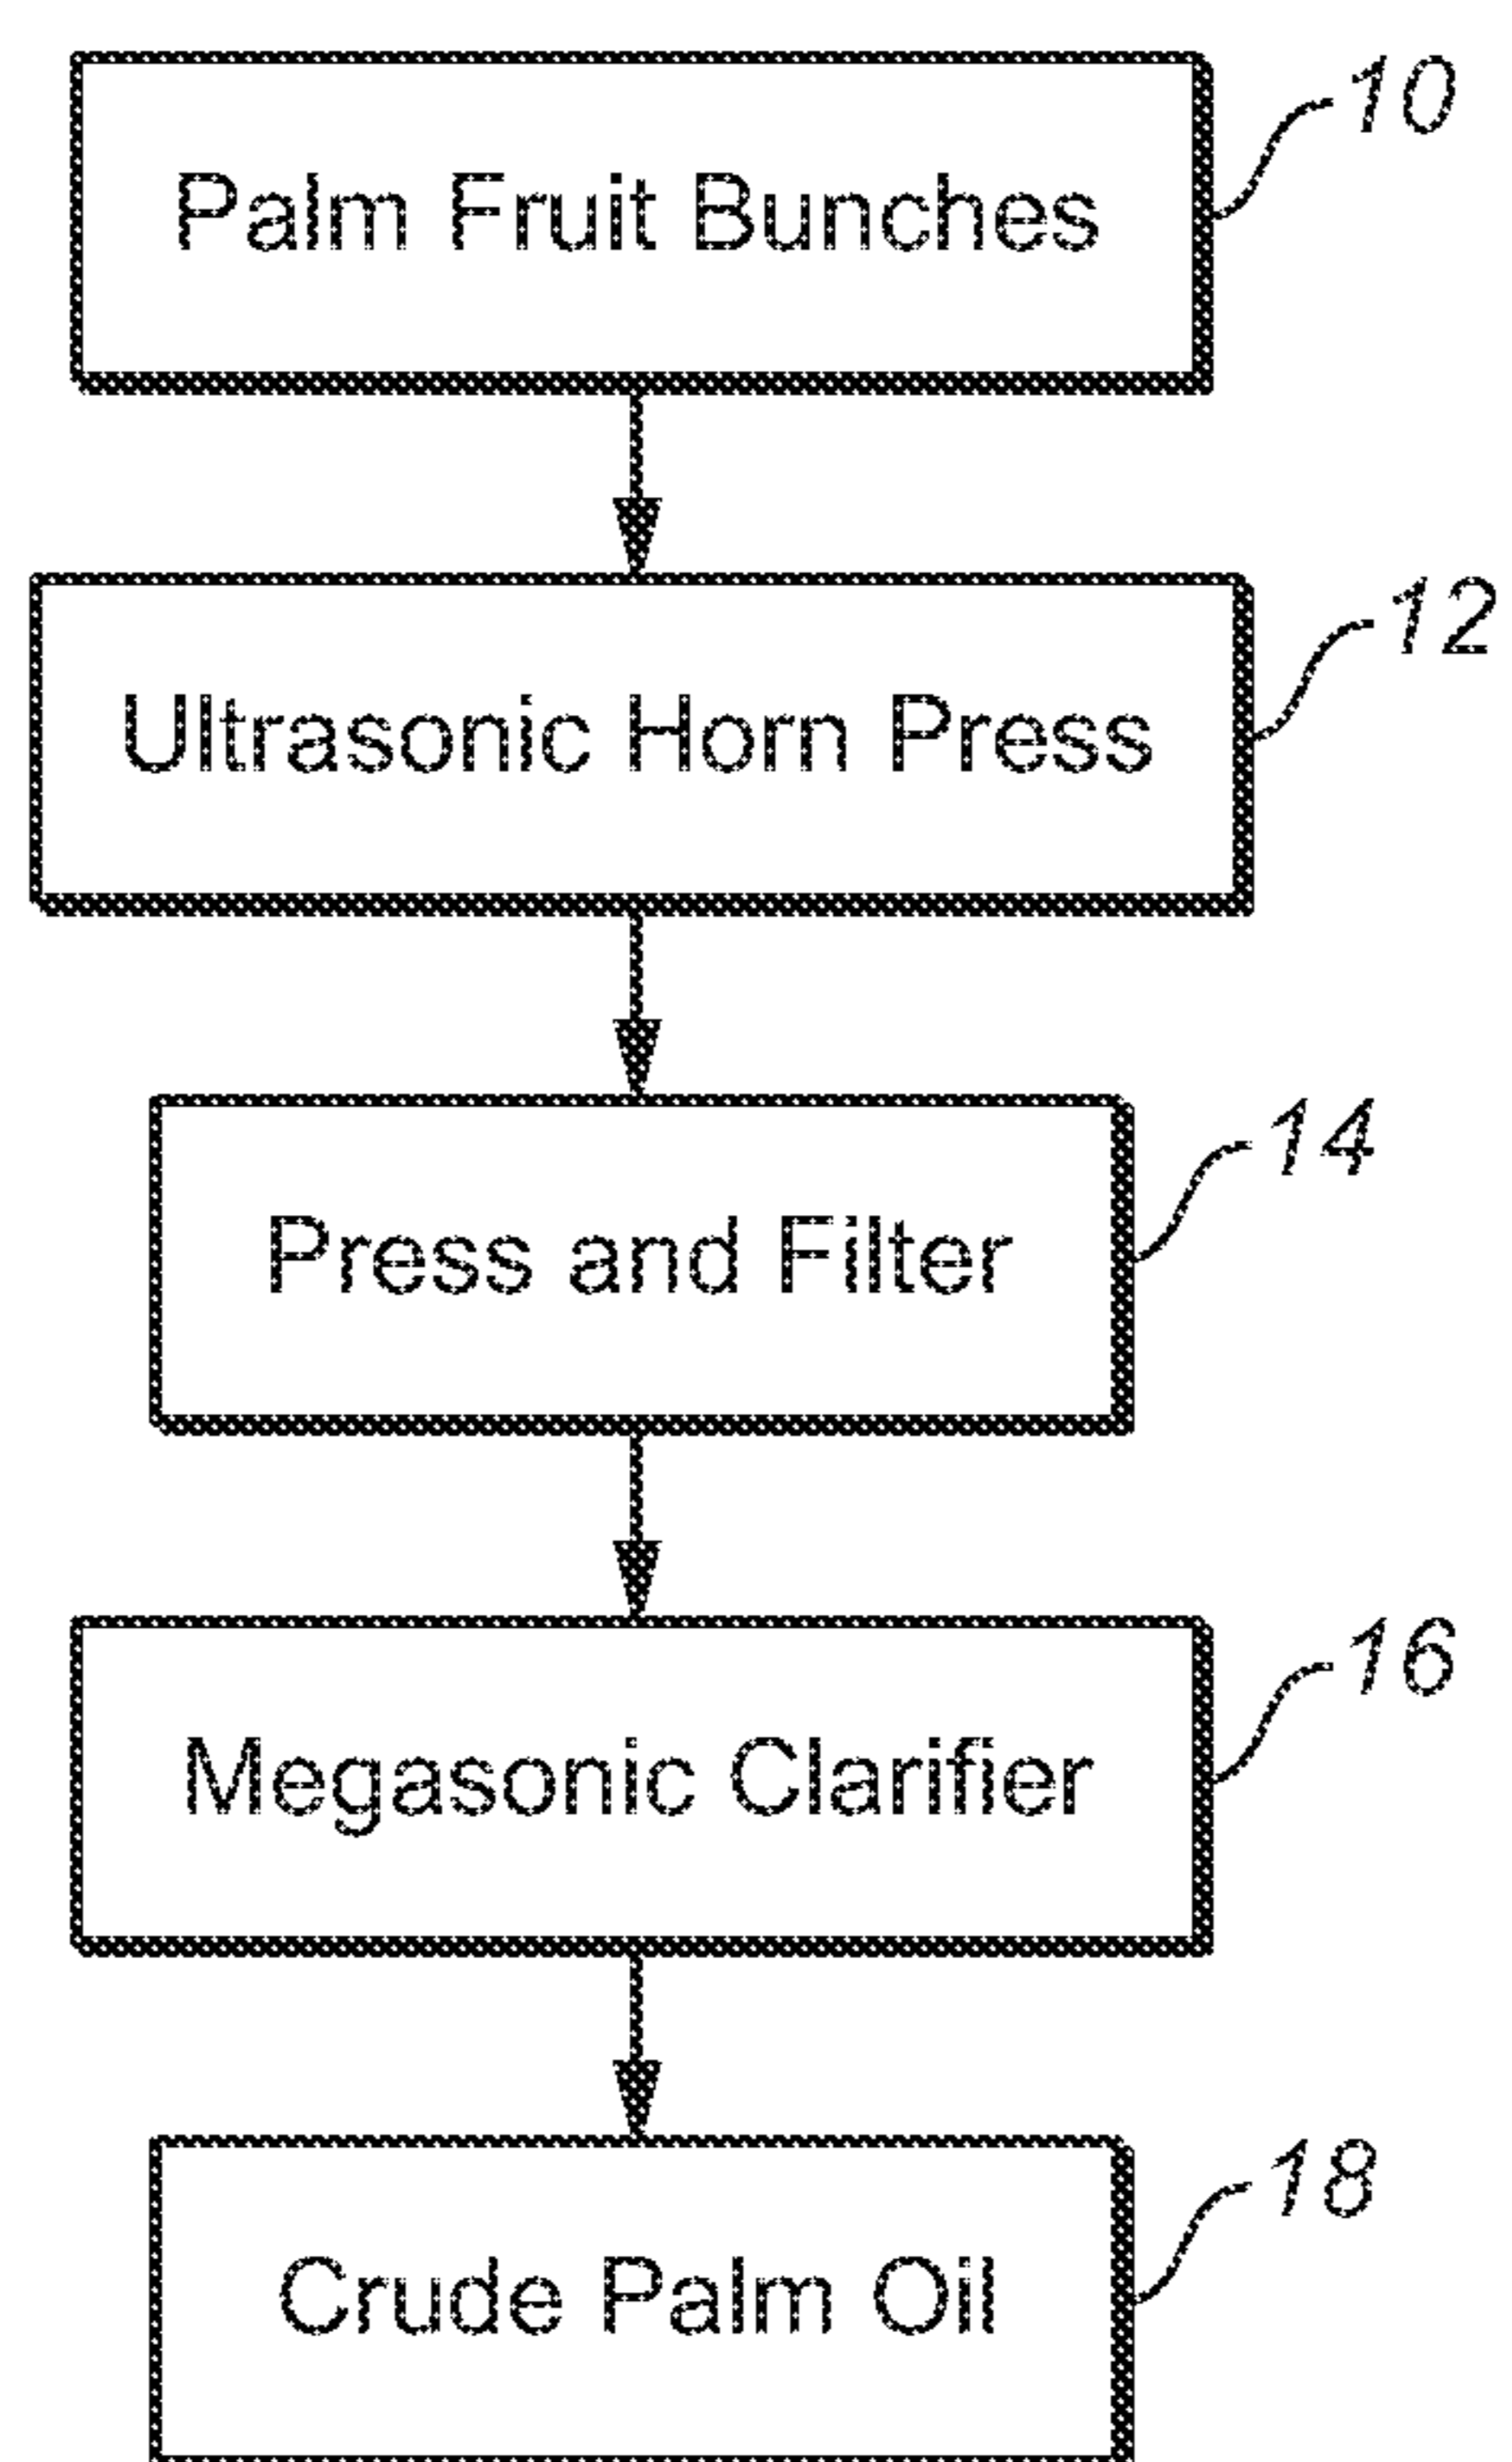 Palm Fruit Bunches
10
Ultrasonic Horn Press
12
Press and Filter
14
Megasonic Clarifier
16
Crude Palm Oil
18